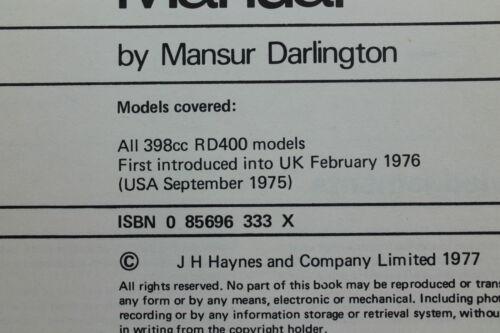 Manual
by Mansur Darlington
Models covered:
All 398cc RD400 models
First introduced into UK February 1976
(USA September 1975)
ISBN 0 85696 333 X
© J H Haynes and Company Limited 1977
All rights reserved. No part of this book may be reproduced or
any form or by any means, electronic or mechanical. Including
recording or by any information storage or retrieval system,
in writing from the copyright holder.